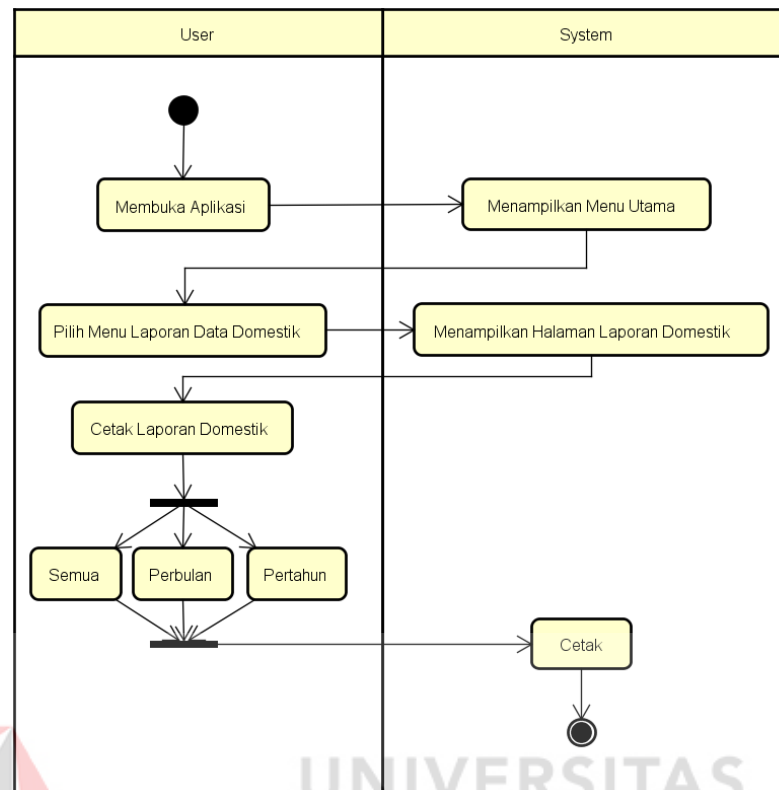 User
System
Membuka Aplikasi
Menampilkan Menu Utama
Pilih Menu Laporan Data Domestik
Menampilkan Halaman Laporan Domestik
Cetak Laporan Domestik
Semua
Perbulan
Pertahun
Cetak
UNIVERSITAS